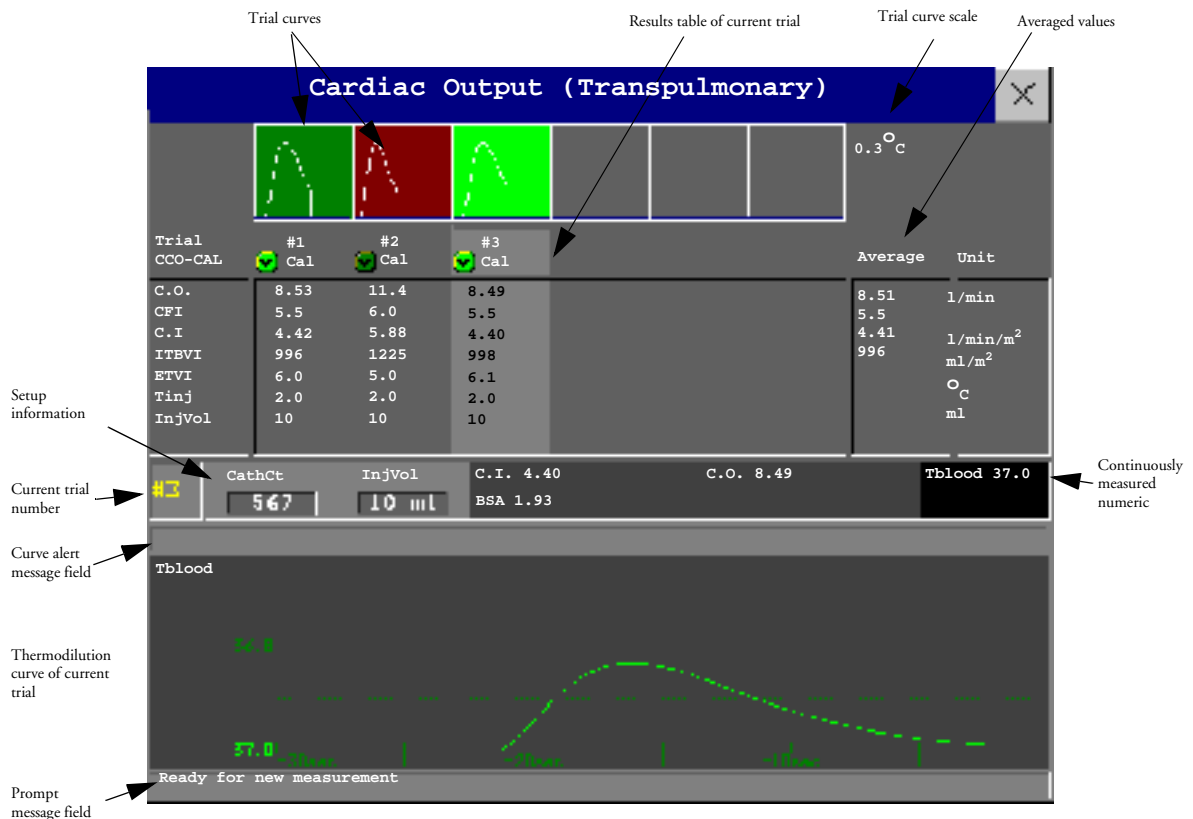 Trial curves
Results table of current trial
Trial curve scale
Averaged values
Cardiac Output (Transpulmonary)
0.3°C
Trial #1 #2 #3
CCO-CAL Cal Cal Cal Average Unit
C.O. 8.53 11.4 8.49 8.51 l/min
CFI 5.5 6.0 5.5 5.5
C.I 4.42 5.88 4.40 4.41 l/min/m²
ITBVI 996 1225 998 996 ml/m²
ETVI 6.0 5.0 6.1
Tinj 2.0 2.0 2.0 °C
InjVol 10 10 10 ml
Setup
information
Current trial
number
#3
CathCt InjVol C.I. 4.40 C.O. 8.49 Tblood 37.0
567 10 ml BSA 1.93
Continuously
measured
numeric
Curve alert
message field
Tblood
36.8
Thermodilution
curve of current
trial
37.0
Ready for new measurement
Prompt
message field